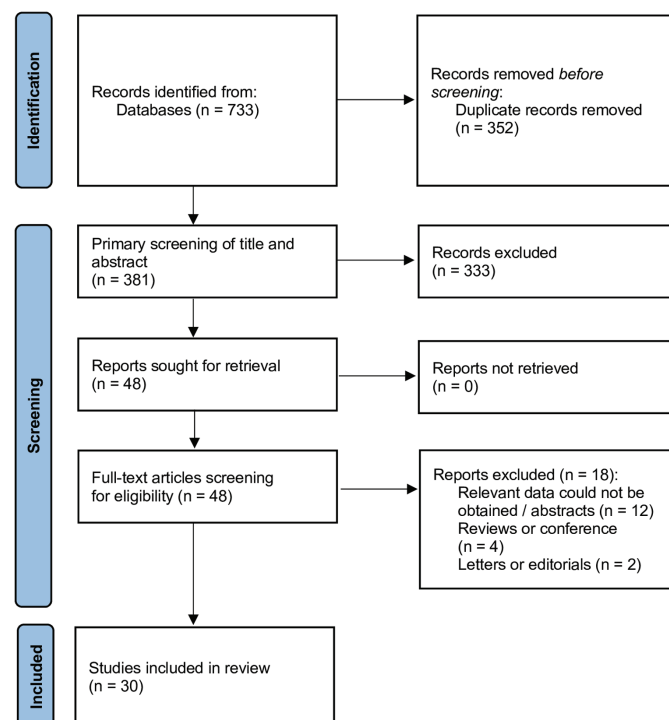 Identification
Records identified from:
Databases (n = 733)
Records removed before
screening:
Duplicate records removed
(n = 352)
Screening
Primary screening of title and
abstract
(n = 381)
Records excluded
(n = 333)
Reports sought for retrieval
(n = 48)
Reports not retrieved
(n = 0)
Full-text articles screening
for eligibility (n = 48)
Reports excluded (n = 18):
Relevant data could not be
obtained / abstracts (n = 12)
Reviews or conference
(n = 4)
Letters or editorials (n = 2)
Included
Studies included in review
(n = 30)